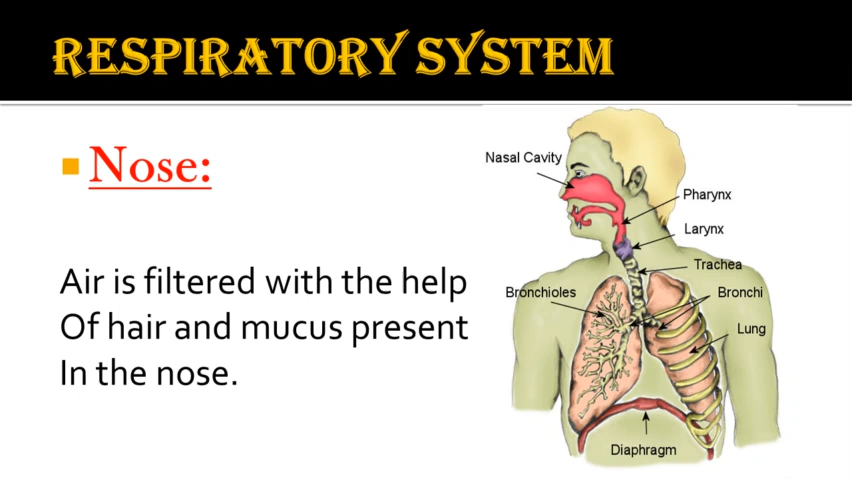 RESPIRATORY SYSTEM
Nose:
Air is filtered with the help
Of hair and mucus present
In the nose.
Nasal Cavity
Pharynx
Larynx
Trachea
Bronchioles
Bronchi
Lung
Diaphragm